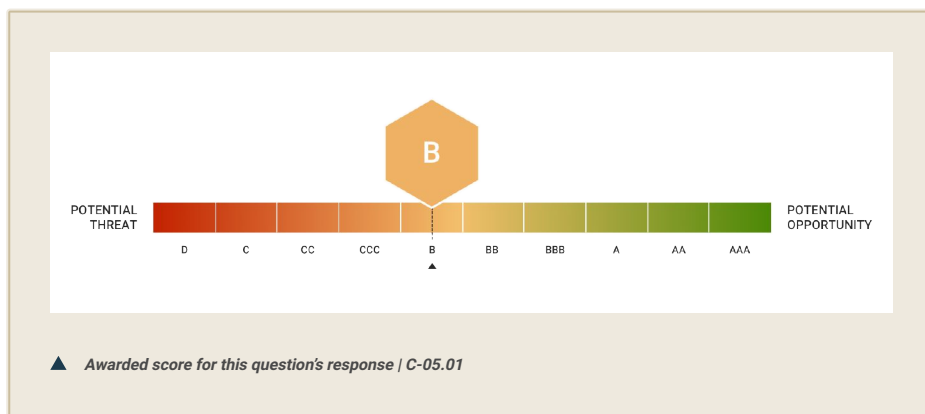 B
POTENTIAL
THREAT
POTENTIAL
OPPORTUNITY
D C CC CCC B BB BBB A AA AAA
Awarded score for this question's response | C-05.01